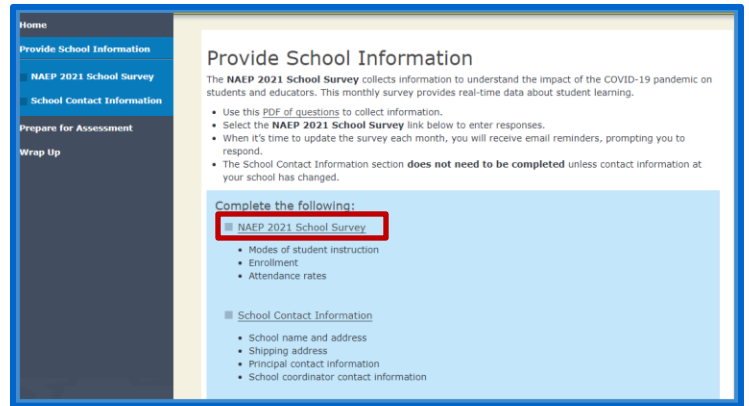 Home
Provide School Information
NAEP 2021 School Survey
School Contact Information
Prepare for Assessment
Wrap Up
Provide School Information
The NAEP 2021 School Survey collects information to understand the impact of the COVID-19 pandemic on
students and educators. This monthly survey provides real-time data about student learning.
• Use this PDF of questions to collect information.
• Select the NAEP 2021 School Survey link below to enter responses.
• When it's time to update the survey each month, you will receive email reminders, prompting you to
respond.
• The School Contact Information section does not need to be completed unless contact information at
your school has changed.
Complete the following:
NAEP 2021 School Survey
• Modes of student instruction
• Enrollment
• Attendance rates
School Contact Information
• School name and address
• Shipping address
• Principal contact information
• School coordinator contact information